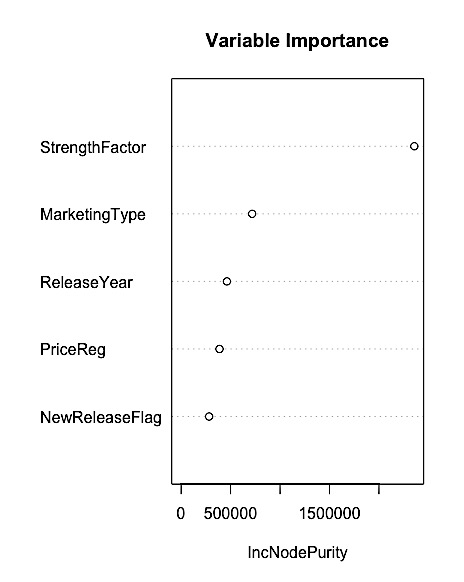 Variable Importance
StrengthFactor
MarketingType
ReleaseYear
PriceReg
NewReleaseFlag
0 500000 1500000
IncNodePurity